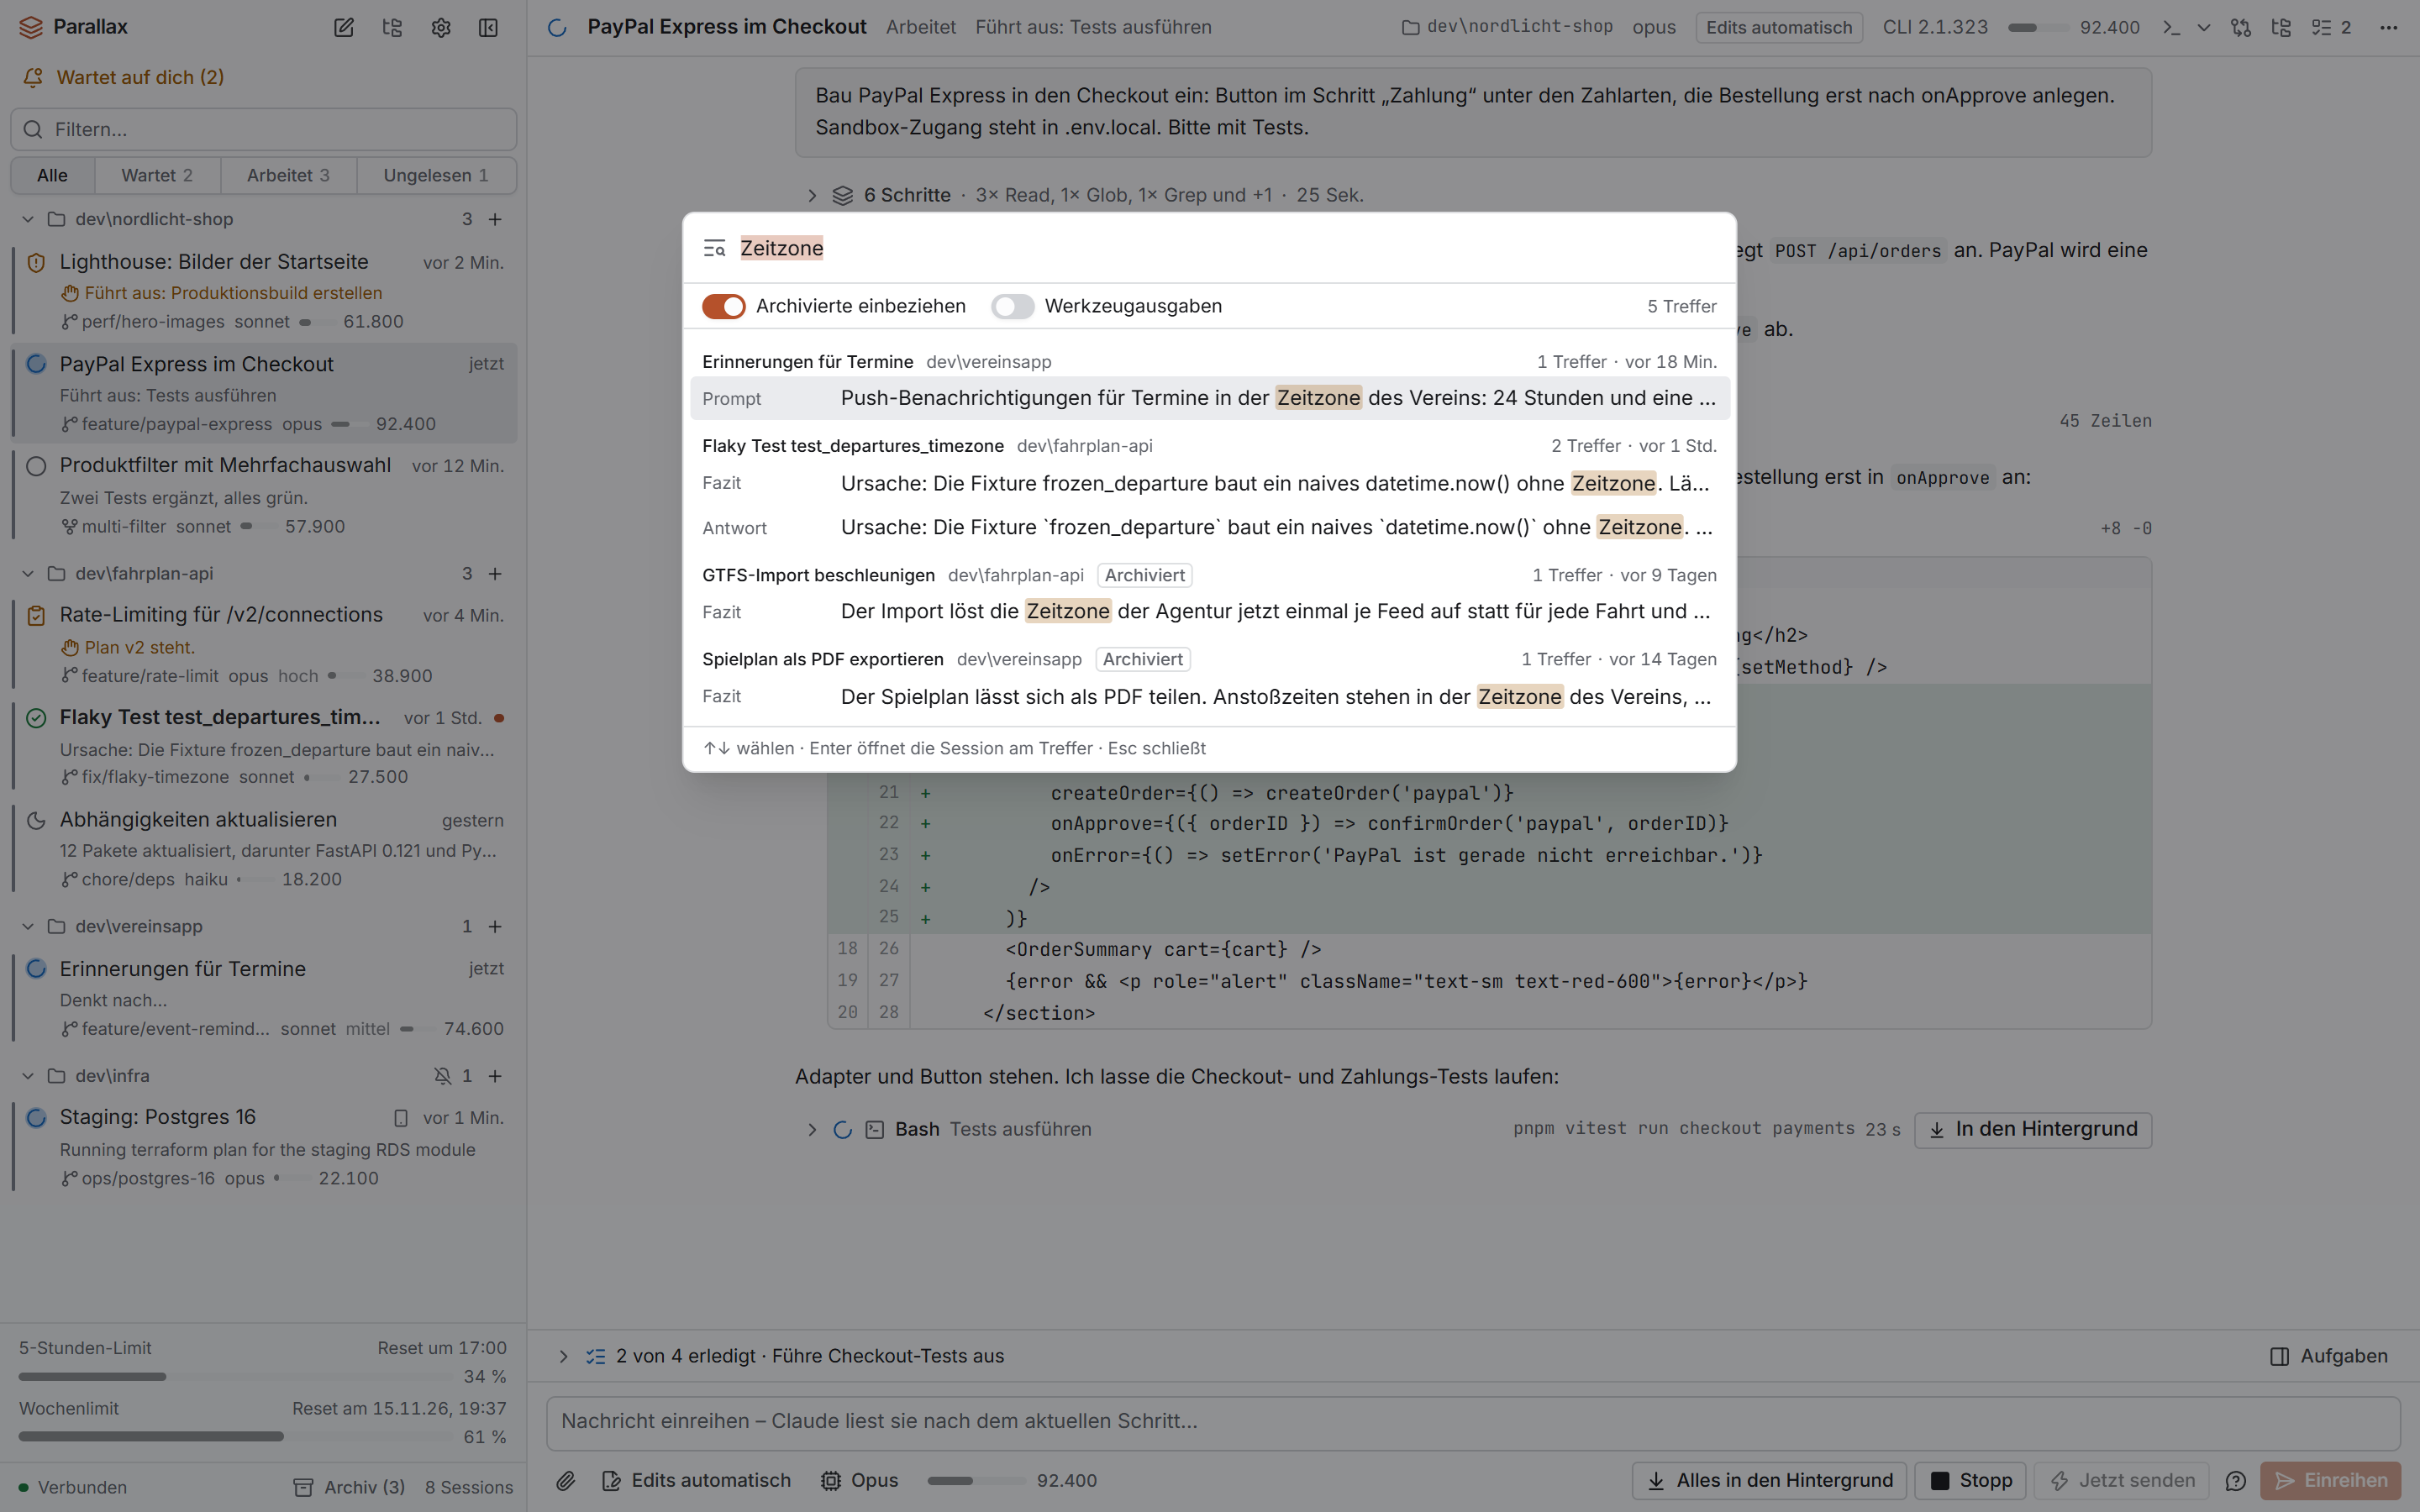 Parallax
Wartet auf dich (2)
Filtern...
Alle
Wartet 2
Arbeitet 3
Ungelesen 1
dev\nordlicht-shop 3
Lighthouse: Bilder der Startseite vor 2 Min.
Führt aus: Produktionsbuild erstellen
perf/hero-images sonnet 61.800
PayPal Express im Checkout jetzt
Führt aus: Tests ausführen
feature/paypal-express opus 92.400
Produktfilter mit Mehrfachauswahl vor 12 Min.
Zwei Tests ergänzt, alles grün.
multi-filter sonnet 57.900
dev\fahrplan-api 3
Rate-Limiting für /v2/connections vor 4 Min.
Plan v2 steht.
feature/rate-limit opus hoch 38.900
Flaky Test test_departures_tim... vor 1 Std.
Ursache: Die Fixture frozen_departure baut ein naiv...
fix/flaky-timezone sonnet 27.500
Abhängigkeiten aktualisieren gestern
12 Pakete aktualisiert, darunter FastAPI 0.121 und Py...
chore/deps haiku 18.200
dev\vereinsapp 1
Erinnerungen für Termine jetzt
Denkt nach...
feature/event-remind... sonnet mittel 74.600
dev\infra 1
Staging: Postgres 16 vor 1 Min.
Running terraform plan for the staging RDS module
ops/postgres-16 opus 22.100
5-Stunden-Limit Reset um 17:00
34 %
Wochenlimit Reset am 15.11.26, 19:37
61 %
Verbunden Archiv (3) 8 Sessions
PayPal Express im Checkout Arbeitet Führt aus: Tests ausführen dev\nordlicht-shop opus Edits automatisch CLI 2.1.323 92.400 2
Bau PayPal Express in den Checkout ein: Button im Schritt „Zahlung“ unter den Zahlarten, die Bestellung erst nach onApprove anlegen.
Sandbox-Zugang steht in .env.local. Bitte mit Tests.
6 Schritte · 3× Read, 1× Glob, 1× Grep und +1 · 25 Sek.
egt POST /api/orders an. PayPal wird eine
ab.
45 Zeilen
estellung erst in onApprove an:
+8 -0
</h2>
setMethod} />
Zeitzone
Archivierte einbeziehen Werkzeugausgaben 5 Treffer
Erinnerungen für Termine dev\vereinsapp 1 Treffer · vor 18 Min.
Prompt Push-Benachrichtigungen für Termine in der Zeitzone des Vereins: 24 Stunden und eine ...
Flaky Test test_departures_timezone dev\fahrplan-api 2 Treffer · vor 1 Std.
Fazit Ursache: Die Fixture frozen_departure baut ein naives datetime.now() ohne Zeitzone. Lä...
Antwort Ursache: Die Fixture `frozen_departure` baut ein naives `datetime.now()` ohne Zeitzone. ...
GTFS-Import beschleunigen dev\fahrplan-api Archiviert 1 Treffer · vor 9 Tagen
Fazit Der Import löst die Zeitzone der Agentur jetzt einmal je Feed auf statt für jede Fahrt und ...
Spielplan als PDF exportieren dev\vereinsapp Archiviert 1 Treffer · vor 14 Tagen
Fazit Der Spielplan lässt sich als PDF teilen. Anstoßzeiten stehen in der Zeitzone des Vereins, ...
↑↓ wählen · Enter öffnet die Session am Treffer · Esc schließt
21 + createOrder={() => createOrder('paypal')}
22 + onApprove={({ orderID }) => confirmOrder('paypal', orderID)}
23 + onError={() => setError('PayPal ist gerade nicht erreichbar.')}
24 + />
25 + )}
18 26 <OrderSummary cart={cart} />
19 27 {error && <p role="alert" className="text-sm text-red-600">{error}</p>}
20 28 </section>
Adapter und Button stehen. Ich lasse die Checkout- und Zahlungs-Tests laufen:
Bash Tests ausführen pnpm vitest run checkout payments 23 s In den Hintergrund
2 von 4 erledigt · Führe Checkout-Tests aus Aufgaben
Nachricht einreihen – Claude liest sie nach dem aktuellen Schritt...
Edits automatisch Opus 92.400 Alles in den Hintergrund Stopp Jetzt senden Einreihen